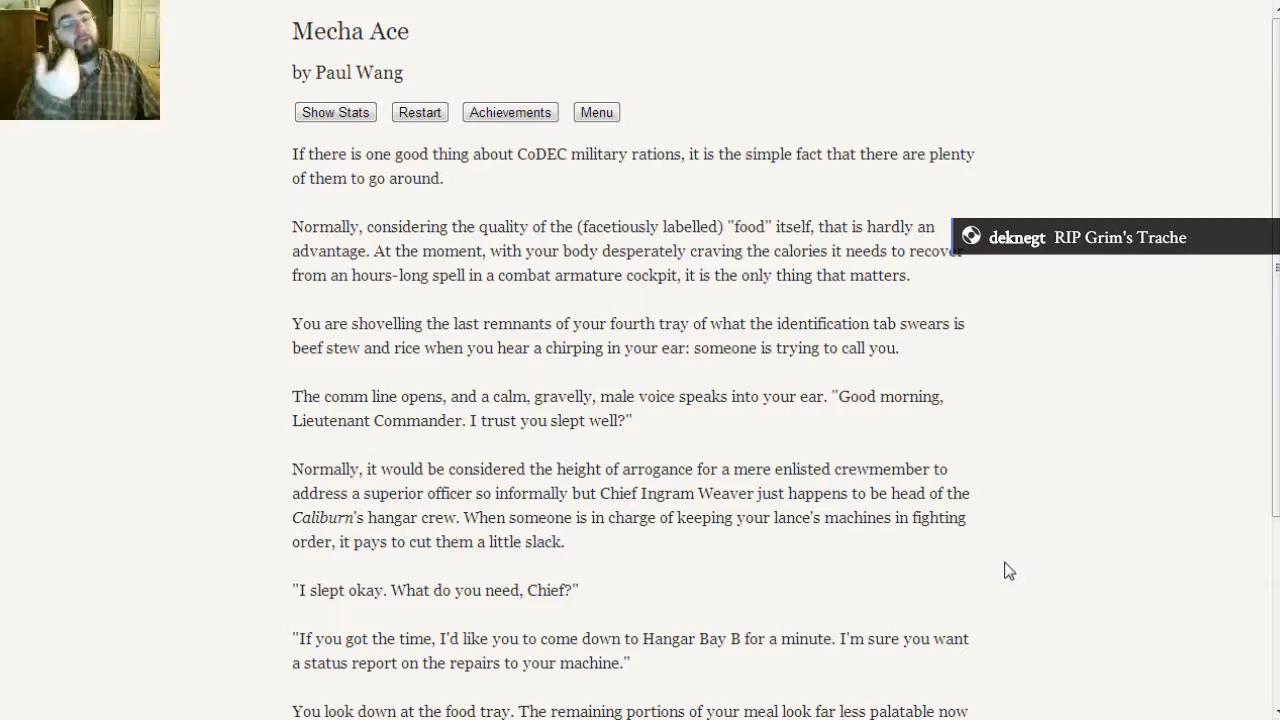 Mecha Ace
by Paul Wang
Show Stats Restart Achievements Menu
If there is one good thing about CoDEC military rations, it is the simple fact that there are plenty
of them to go around.
Normally, considering the quality of the (facetiously labelled) "food" itself, that is hardly an
advantage. At the moment, with your body desperately craving the calories it needs to recover
from an hours-long spell in a combat armature cockpit, it is the only thing that matters.
deknegt RIP Grim's Trache
You are shovelling the last remnants of your fourth tray of what the identification tab swears is
beef stew and rice when you hear a chirping in your ear: someone is trying to call you.
The comm line opens, and a calm, gravelly, male voice speaks into your ear. "Good morning,
Lieutenant Commander. I trust you slept well?"
Normally, it would be considered the height of arrogance for a mere enlisted crewmember to
address a superior officer so informally but Chief Ingram Weaver just happens to be head of the
Caliburn's hangar crew. When someone is in charge of keeping your lance's machines in fighting
order, it pays to cut them a little slack.
"I slept okay. What do you need, Chief?"
"If you got the time, I'd like you to come down to Hangar Bay B for a minute. I'm sure you want
a status report on the repairs to your machine."
You look down at the food tray. The remaining portions of your meal look far less palatable now